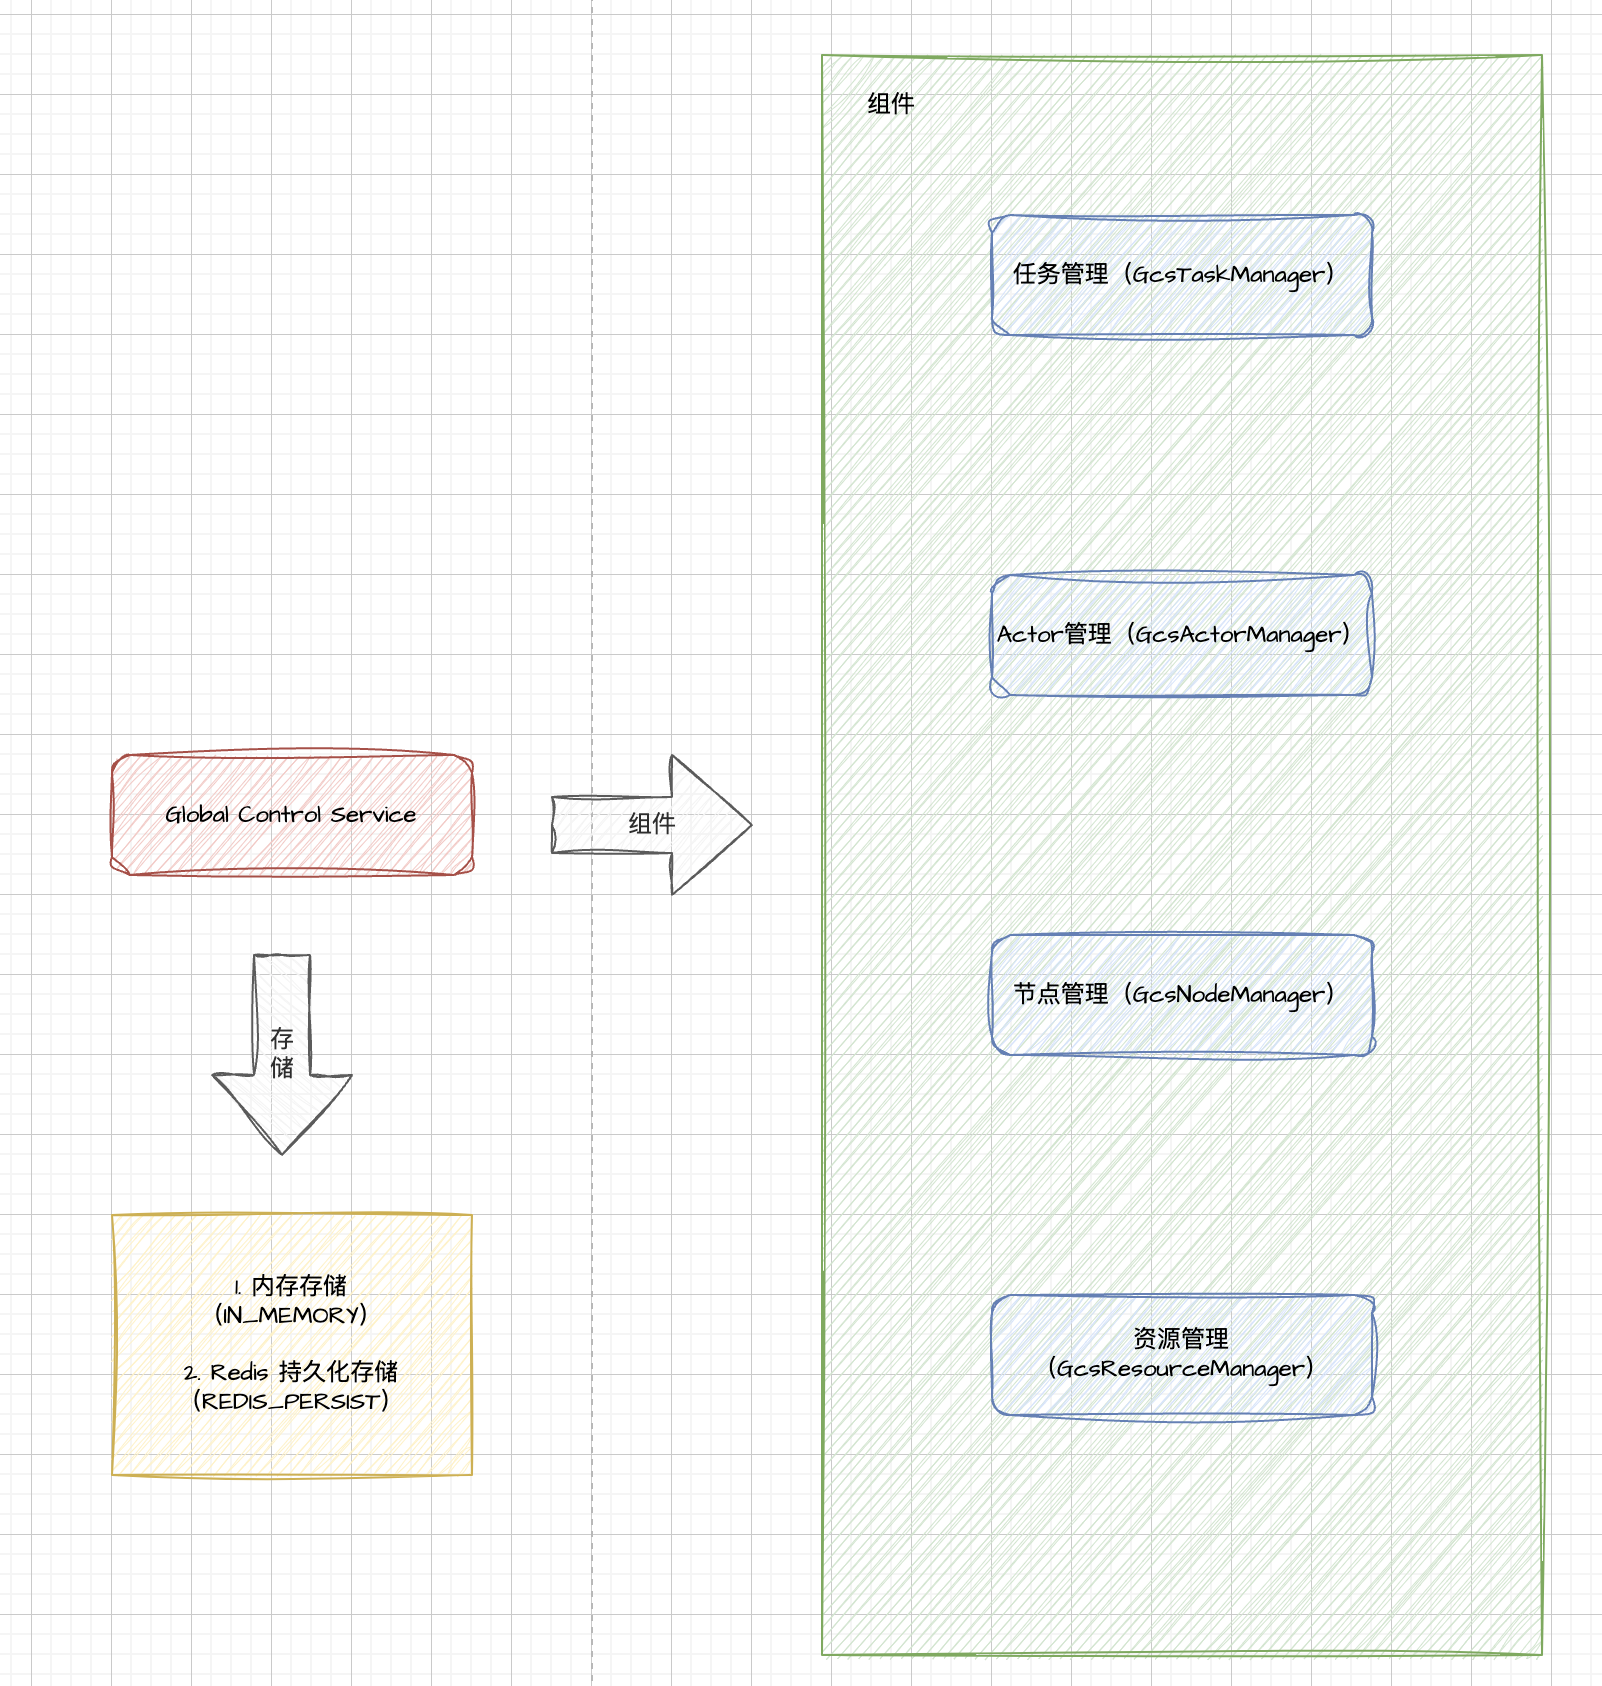 组件
任务管理（GcsTaskManager）
Actor管理（GcsActorManager）
Global Control Service
组件
节点管理（GcsNodeManager）
存
储
1. 内存存储
（IN_MEMORY）
2. Redis 持久化存储
（REDIS_PERSIST）
资源管理
（GcsResourceManager）